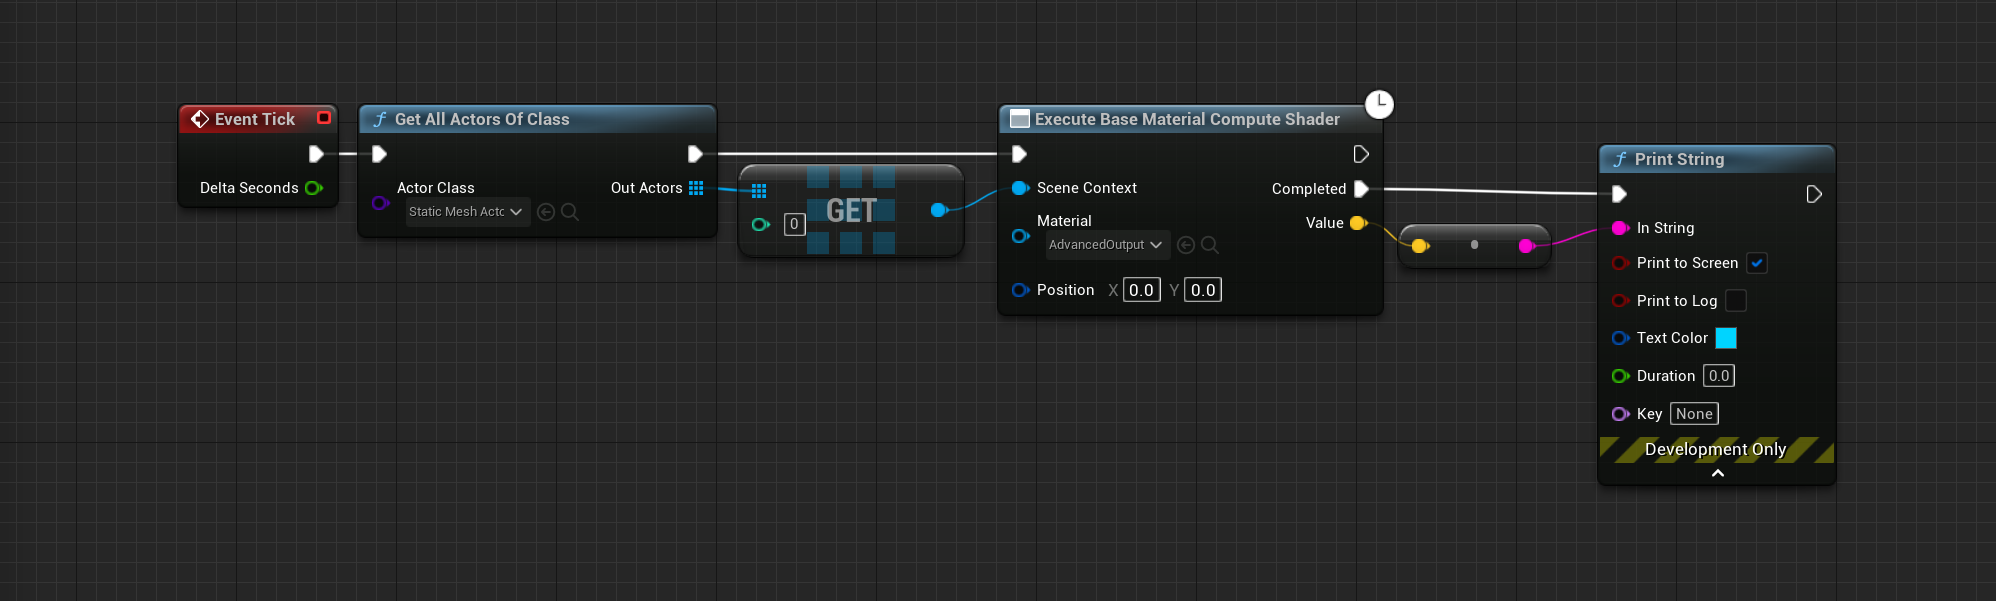 Event Tick
Delta Seconds
Get All Actors Of Class
Actor Class
Static Mesh Actc
Out Actors
0
GET
Execute Base Material Compute Shader
Scene Context
Completed
Material
AdvancedOutput
Value
Position X 0.0 Y 0.0
Print String
In String
Print to Screen
Print to Log
Text Color
Duration 0.0
Key None
Development Only